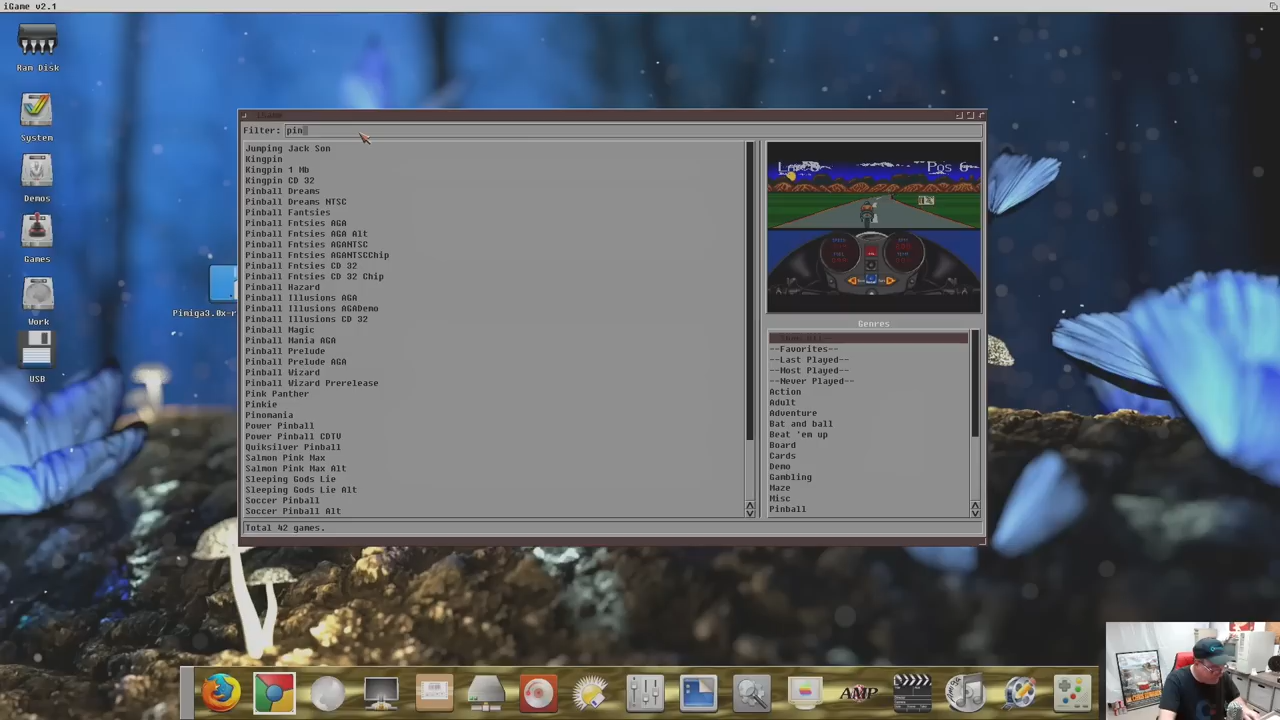 iGame v2.1
Ram Disk
System
Demos
Games
Work
USB
Pimiga3.0x-r
Filter: pin
Jumping Jack Son
Kingpin
Kingpin 1 Mb
Kingpin CD 32
Pinball Dreams
Pinball Dreams NTSC
Pinball Fantsies
Pinball Fntsies AGA
Pinball Fntsies AGA Alt
Pinball Fntsies AGANTSC
Pinball Fntsies AGANTSCChip
Pinball Fntsies CD 32
Pinball Fntsies CD 32 Chip
Pinball Hazard
Pinball Illusions AGA
Pinball Illusions AGADemo
Pinball Illusions CD 32
Pinball Magic
Pinball Mania AGA
Pinball Prelude
Pinball Prelude AGA
Pinball Wizard
Pinball Wizard Prerelease
Pink Panther
Pinkie
Pinomania
Power Pinball
Power Pinball CDTV
Quiksilver Pinball
Salmon Pink Max
Salmon Pink Max Alt
Sleeping Gods Lie
Sleeping Gods Lie Alt
Soccer Pinball
Soccer Pinball Alt
Total 42 games.
Pos 6
Genres
--Favorites--
--Last Played--
--Most Played--
--Never Played--
Action
Adult
Adventure
Bat and ball
Beat 'em up
Board
Cards
Demo
Gambling
Maze
Misc
Pinball
AMP